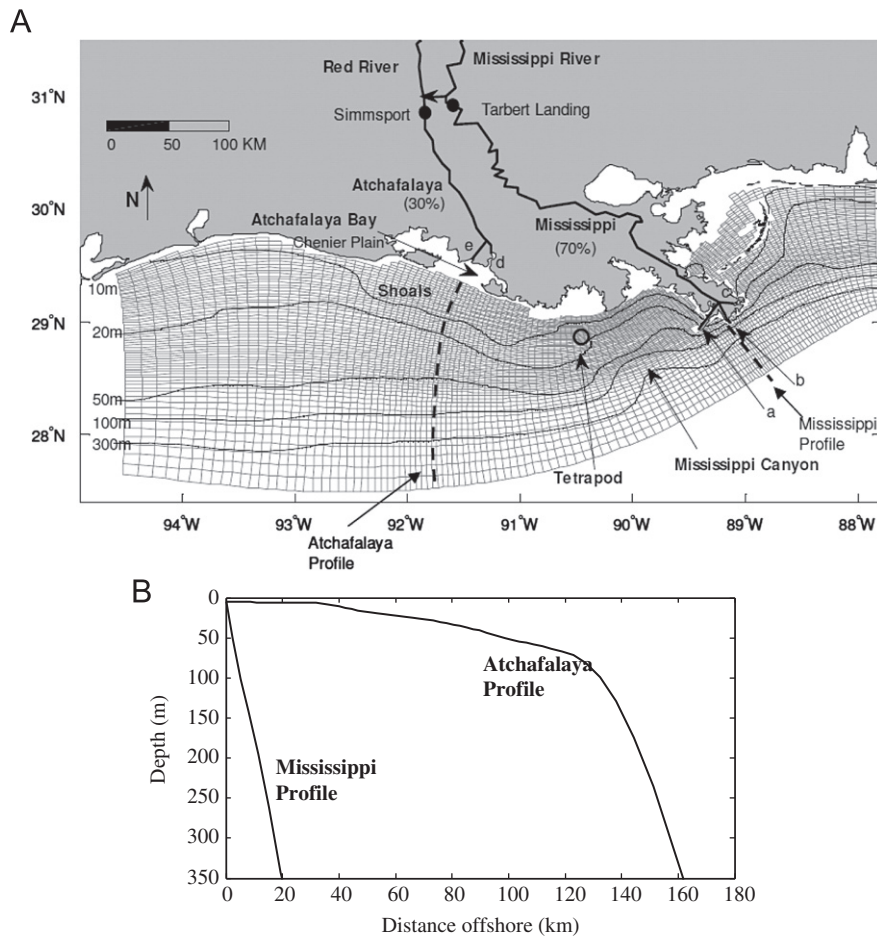 A
Red River
Mississippi River
31°N
Simmsport
Tarbert Landing
0 50 100 KM
N
Atchafalaya
(30%)
30°N
Atchafalaya Bay
Chenier Plain
e
d
Mississippi
(70%)
c
10m
Shoals
29°N
20m
b
50m
a
100m
28°N
300m
Mississippi
Profile
Mississippi Canyon
Tetrapod
94°W 93°W 92°W 91°W 90°W 89°W 88°W
Atchafalaya
Profile
B
0
50
100
150
200
250
300
350
Depth (m)
Atchafalaya
Profile
Mississippi
Profile
0 20 40 60 80 100 120 140 160 180
Distance offshore (km)